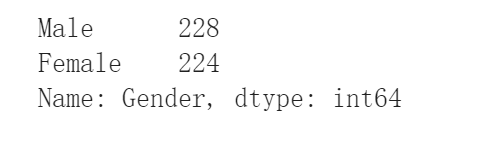 Male      228
Female    224
Name: Gender, dtype: int64